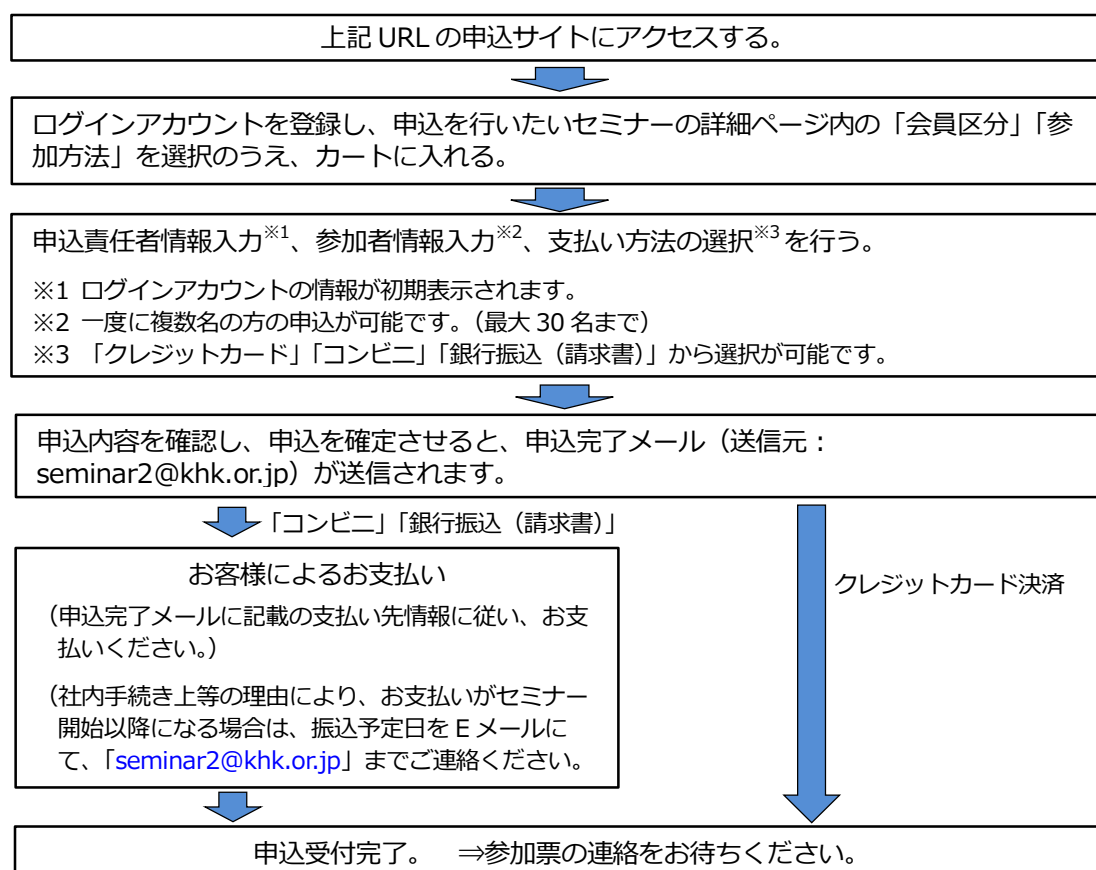 上記 URL の申込サイトにアクセスする。
ログインアカウントを登録し、申込を行いたいセミナーの詳細ページ内の「会員区分」「参
加方法」を選択のうえ、カートに入れる。
申込責任者情報入力※1、参加者情報入力※2、支払い方法の選択※3 を行う。
※1 ログインアカウントの情報が初期表示されます。
※2 一度に複数名の方の申込が可能です。（最大 30 名まで）
※3 「クレジットカード」「コンビニ」「銀行振込（請求書）」から選択が可能です。
申込内容を確認し、申込を確定させると、申込完了メール（送信元：
seminar2@khk.or.jp）が送信されます。
「コンビニ」「銀行振込（請求書）」
お客様によるお支払い
（申込完了メールに記載の支払い先情報に従い、お支
払いください。）
（社内手続き上等の理由により、お支払いがセミナー
開始以降になる場合は、振込予定日を E メールに
て、「seminar2@khk.or.jp」までご連絡ください。
クレジットカード決済
申込受付完了。 ⇒参加票の連絡をお待ちください。